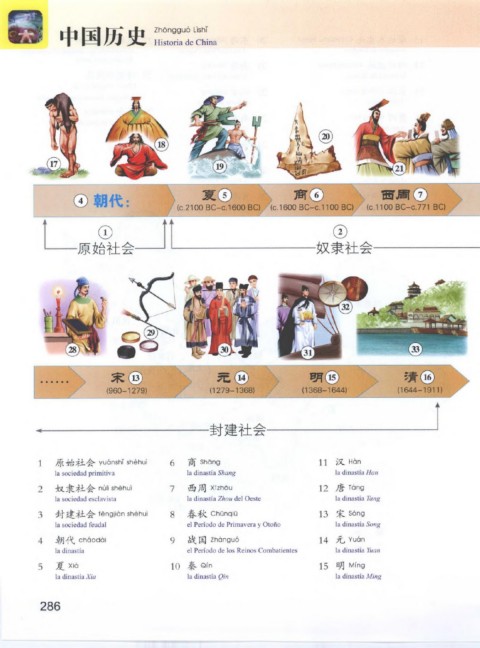 中国历史 Zhōngguó Lìshǐ
Historia de China
17
18
19
20
21
4 朝代：
夏 5
(c.2100 BC–c.1600 BC)
商 6
(c.1600 BC–c.1100 BC)
西周 7
(c.1100 BC–c.771 BC)
1
原始社会
2
奴隶社会
28
29
30
31
32
33
……
宋 13
(960–1279)
元 14
(1279–1368)
明 15
(1368–1644)
清 16
(1644–1911)
封建社会
1 原始社会 yuánshǐ shèhuì
la sociedad primitiva
2 奴隶社会 núlì shèhuì
la sociedad esclavista
3 封建社会 fēngjiàn shèhuì
la sociedad feudal
4 朝代 cháodài
la dinastía
5 夏 Xià
la dinastía Xia
6 商 Shāng
la dinastía Shang
7 西周 Xīzhōu
la dinastía Zhou del Oeste
8 春秋 Chūnqiū
el Período de Primavera y Otoño
9 战国 Zhànguó
el Período de los Reinos Combatientes
10 秦 Qín
la dinastía Qin
11 汉 Hàn
la dinastía Han
12 唐 Táng
la dinastía Tang
13 宋 Sòng
la dinastía Song
14 元 Yuán
la dinastía Yuan
15 明 Míng
la dinastía Ming
286